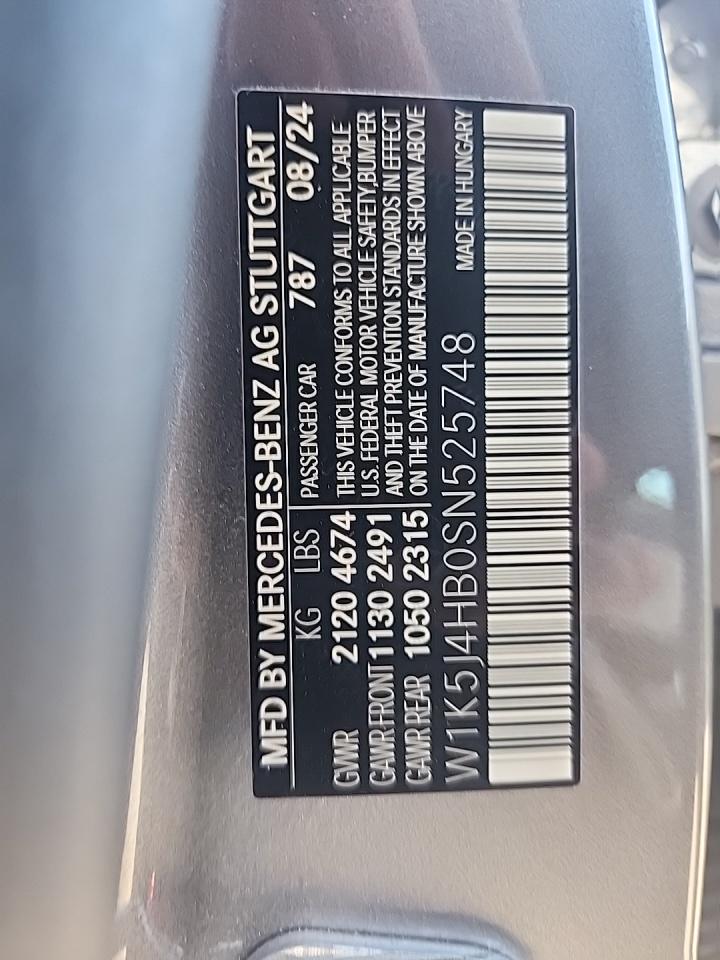 MFD BY MERCEDES-BENZ AG STUTTGART
KG LBS PASSENGER CAR 787 08/24
GVWR 2120 4674 THIS VEHICLE CONFORMS TO ALL APPLICABLE
GAWR FRONT 1130 2491 U.S. FEDERAL MOTOR VEHICLE SAFETY,BUMPER
GAWR REAR 1050 2315 AND THEFT PREVENTION STANDARDS IN EFFECT
ON THE DATE OF MANUFACTURE SHOWN ABOVE
W1K5J4HB0SN525748 MADE IN HUNGARY